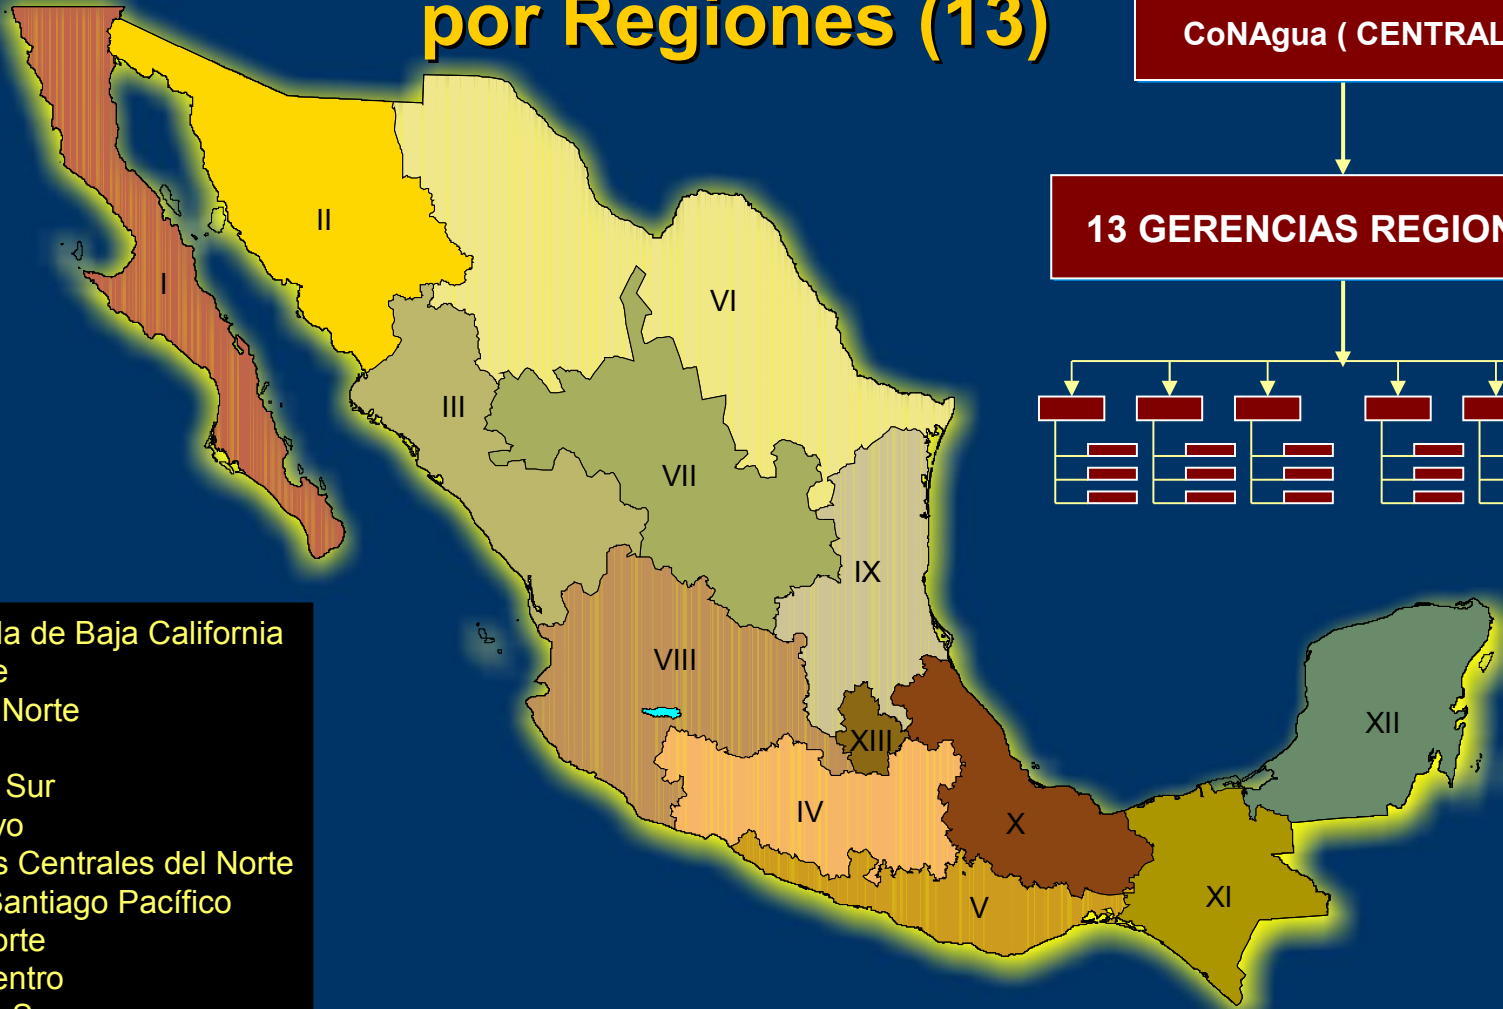 por Regiones (13)
CoNAgua ( CENTRAL
13 GERENCIAS REGION
I
II
III
VI
VII
IX
VIII
XIII
IV
X
V
XI
XII
la de Baja California
e
Norte
Sur
vo
s Centrales del Norte
Santiago Pacífico
orte
entro